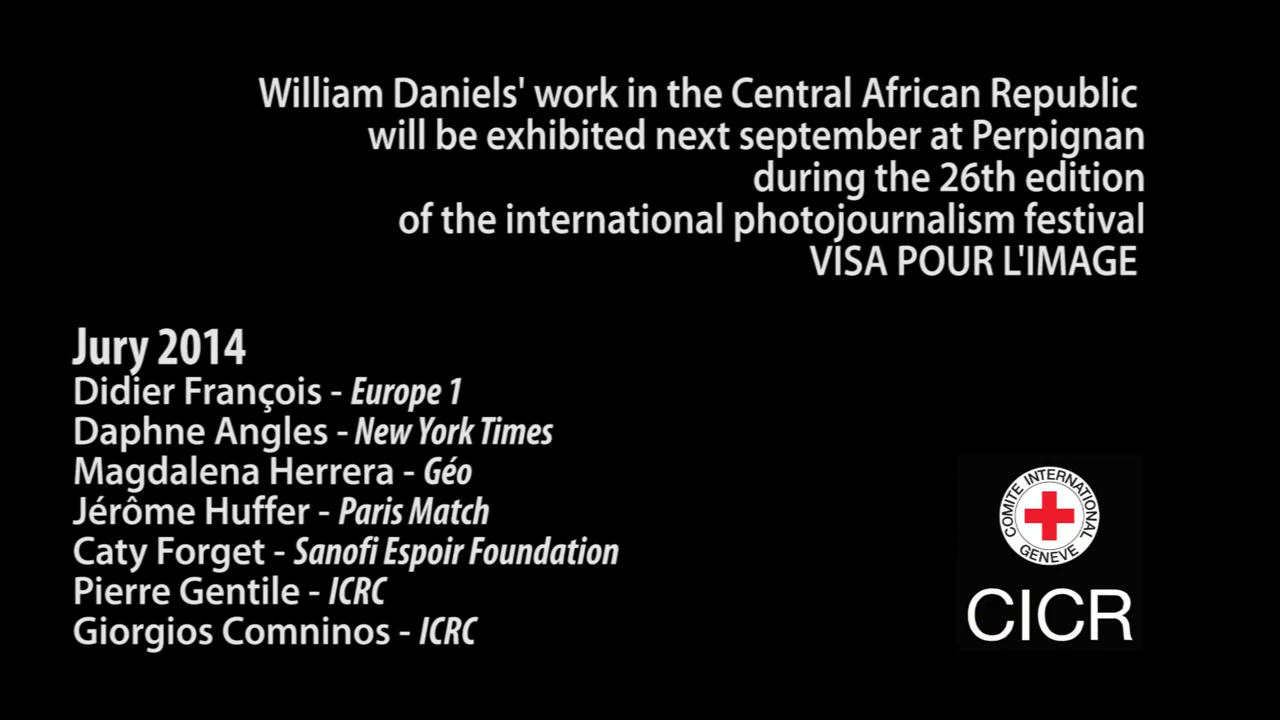 William Daniels' work in the Central African Republic
will be exhibited next september at Perpignan
during the 26th edition
of the international photojournalism festival
VISA POUR L'IMAGE
Jury 2014
Didier François - Europe 1
Daphne Angles - New York Times
Magdalena Herrera - Géo
Jérôme Huffer - Paris Match
Caty Forget - Sanofi Espoir Foundation
Pierre Gentile - ICRC
Giorgios Comninos - ICRC
COMITE INTERNATIONAL
GENEVE
CICR